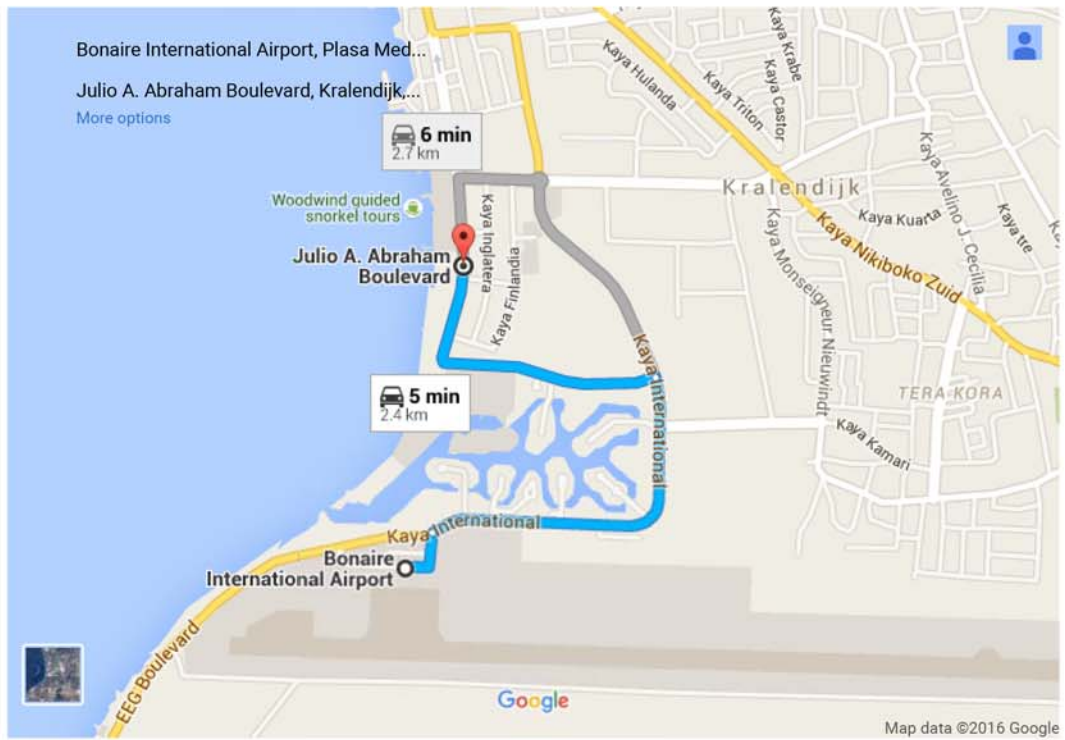 Bonaire International Airport, Plasa Med...
Julio A. Abraham Boulevard, Kralendijk,...
More options
6 min
2.7 km
Kaya Hulanda
Kaya Triton
Kaya Krabe
Kaya Castor
Kaya Avelino J. Cecilia
Woodwind guided
snorkel tours
Kralendijk
Kaya Kuarta
Kaya tre
Kaya Inglatera
Kaya Finlandia
Julio A. Abraham
Boulevard
Kaya Nikiboko Zuid
Kaya Monseigneur Nieuwindt
Kaya International
5 min
2.4 km
TERA KORA
Kaya Kamari
Kaya International
Bonaire
International Airport
EEG Boulevard
Google
Map data ©2016 Google